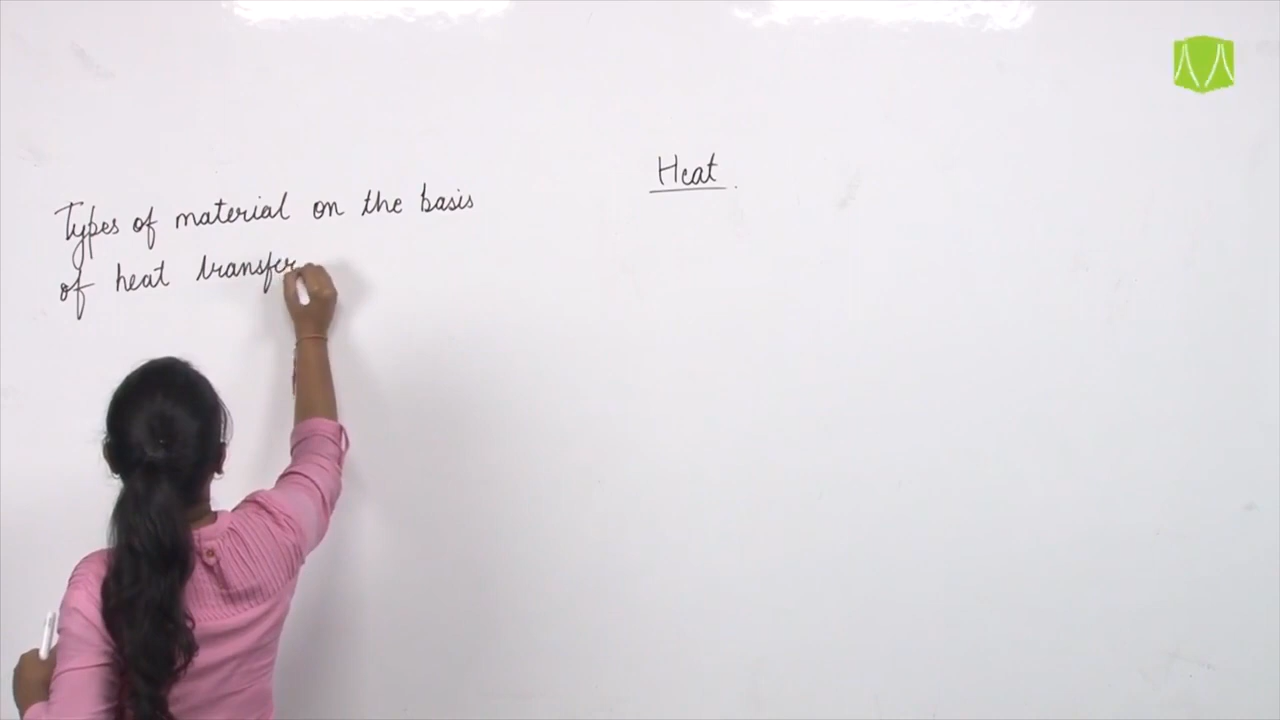 Heat.
Types of material on the basis
of heat transfer